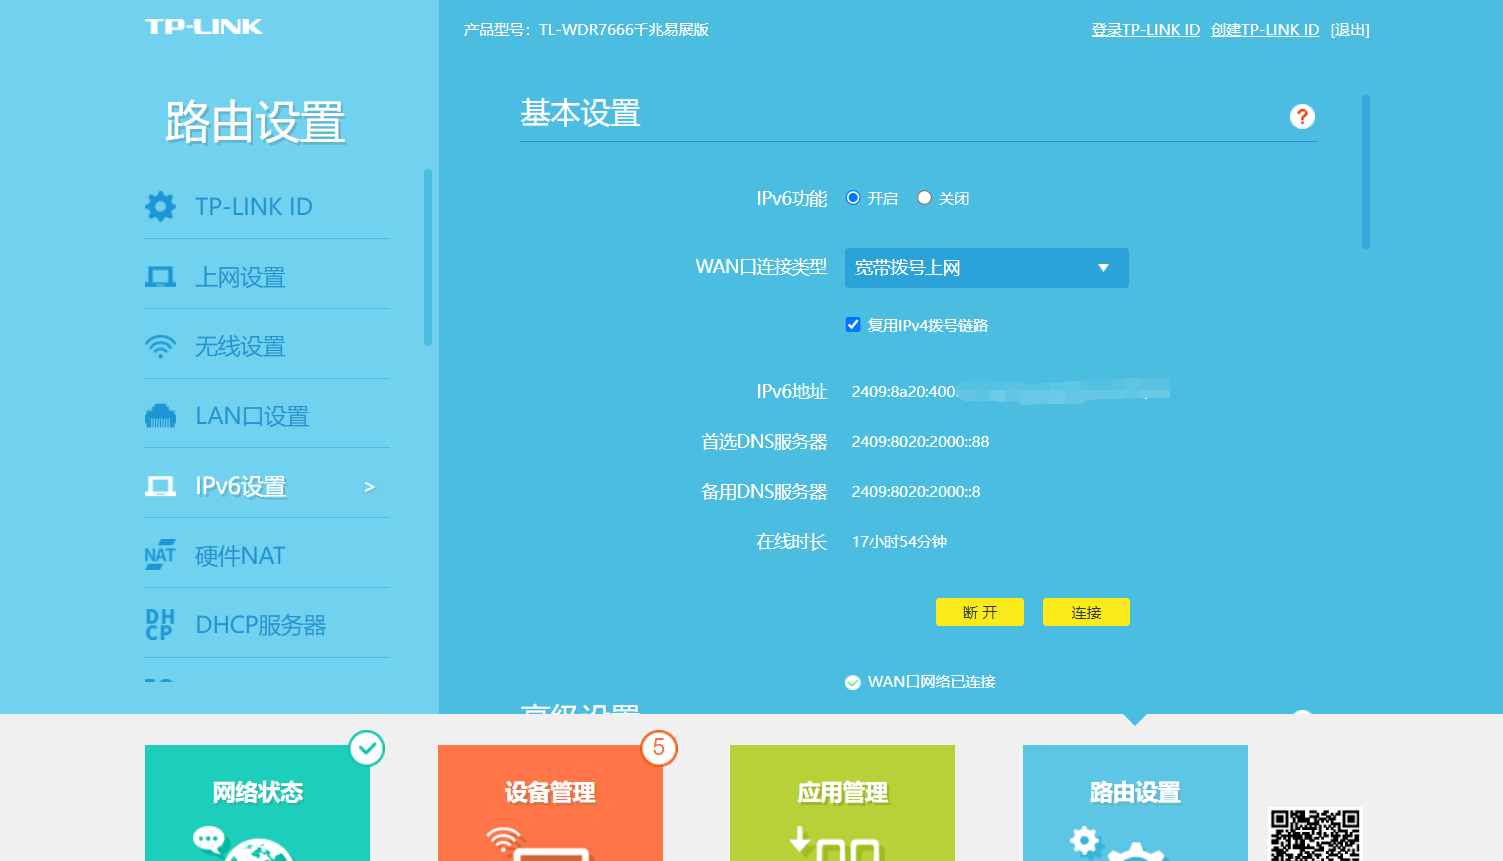 TP-LINK
产品型号：TL-WDR7666千兆易展版
登录TP-LINK ID 创建TP-LINK ID [退出]
路由设置
TP-LINK ID
上网设置
无线设置
LAN口设置
IPv6设置 >
NAT 硬件NAT
DHCP DHCP服务器
基本设置 ?
IPv6功能 开启 关闭
WAN口连接类型 宽带拨号上网
复用IPv4拨号链路
IPv6地址 2409:8a20:400
首选DNS服务器 2409:8020:2000::88
备用DNS服务器 2409:8020:2000::8
在线时长 17小时54分钟
断 开 连接
WAN口网络已连接
高级设置
网络状态
设备管理 5
应用管理
路由设置